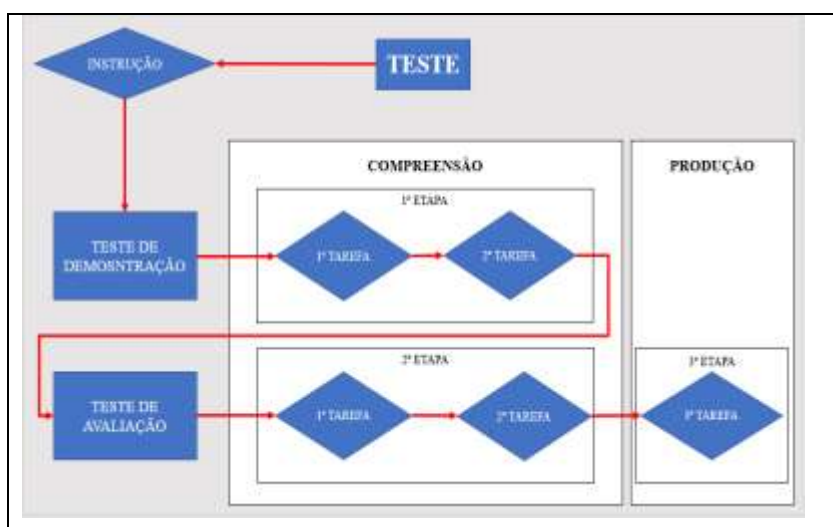 INSTRUÇÃO
TESTE
COMPREENSÃO
PRODUÇÃO
1ª ETAPA
TESTE DE
DEMOSNTRAÇÃO
1ª TAREFA
2ª TAREFA
2ª ETAPA
3ª ETAPA
TESTE DE
AVALIAÇÃO
1ª TAREFA
2ª TAREFA
3ª TAREFA